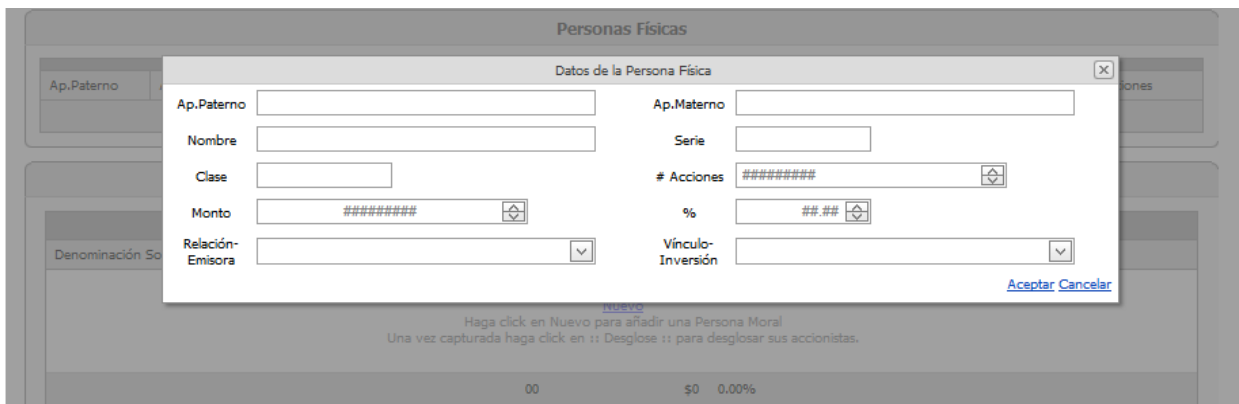 Personas Físicas
Datos de la Persona Física
Ap.Paterno
iones
Ap.Paterno Ap.Materno
Nombre Serie
Clase # Acciones #########
Monto ######### % ##.##
Relación-Emisora Vínculo-Inversión
Denominación So
Aceptar Cancelar
Nuevo
Haga click en Nuevo para añadir una Persona Moral
Una vez capturada haga click en :: Desglose :: para desglosar sus accionistas.
00 $0 0.00%